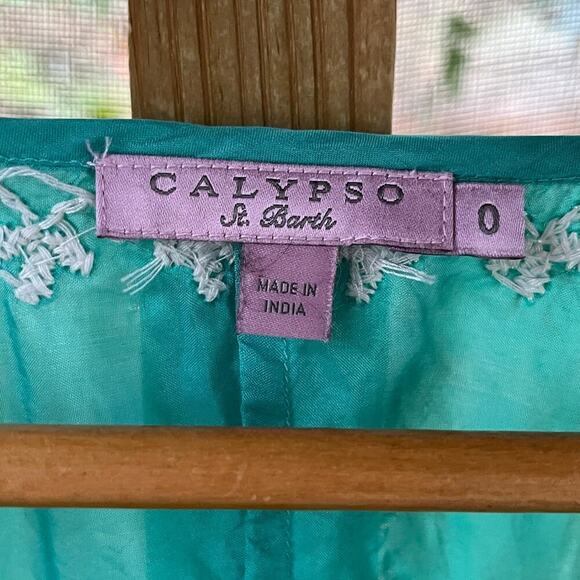 CALYPSO
St. Barth
0
MADE IN
INDIA